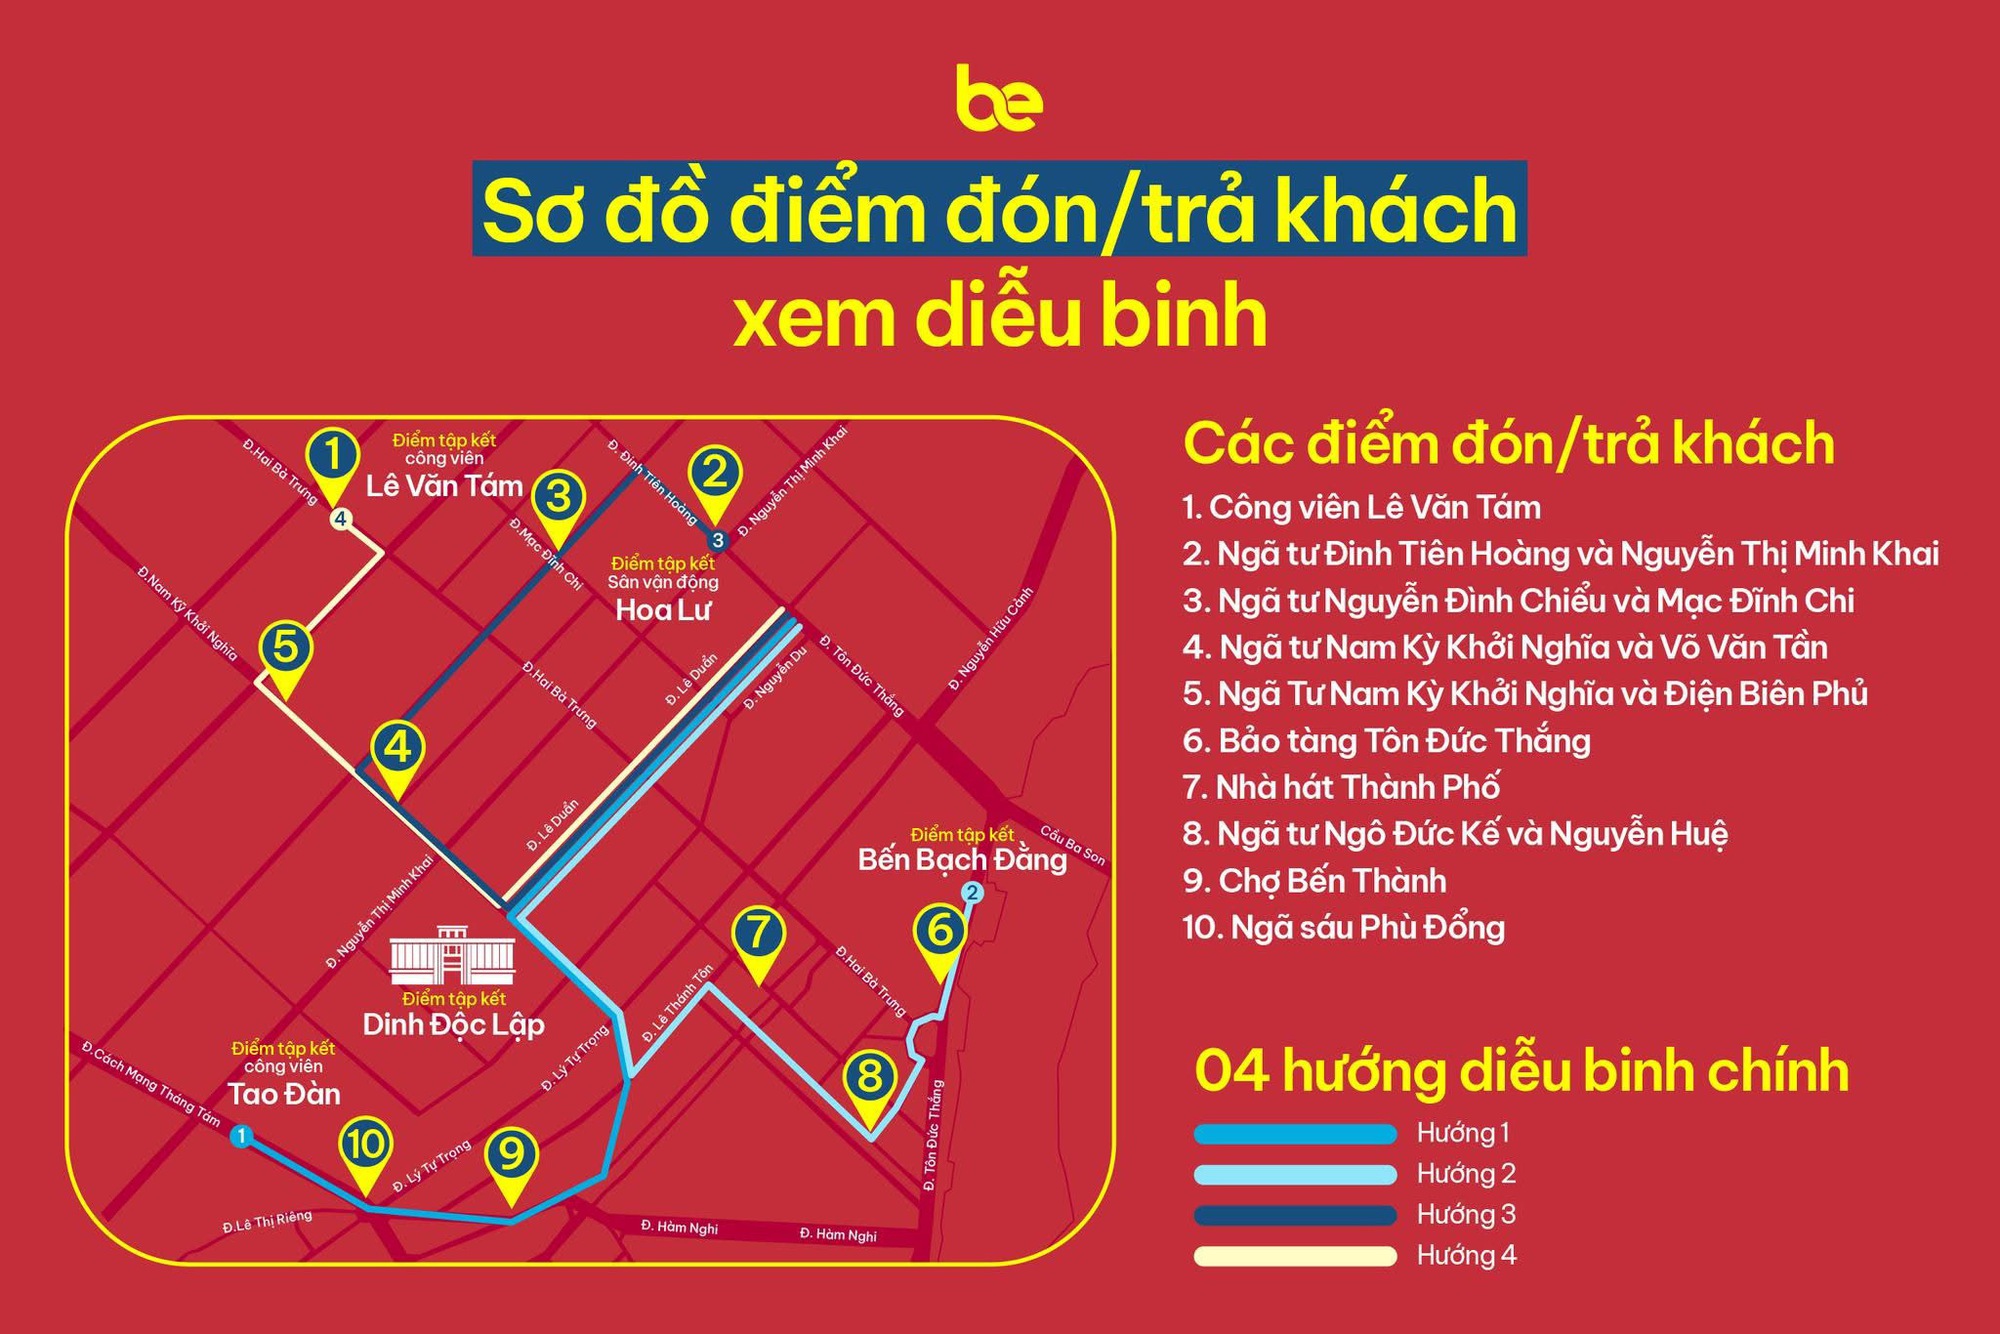 be
Sơ đồ điểm đón/trả khách
xem diễu binh
Đ.Hai Bà Trưng
1
4
Điểm tập kết
công viên
Lê Văn Tám
3
Đ. Đinh Tiên Hoàng
2
3
Đ. Nguyễn Thị Minh Khai
Đ.Mạc Đĩnh Chi
Điểm tập kết
Sân vận động
Hoa Lư
Đ.Nam Kỳ Khởi Nghĩa
5
Đ.Hai Bà Trưng
Đ. Lê Duẩn
Đ. Nguyễn Du
Đ. Tôn Đức Thắng
Đ. Nguyễn Hữu Cảnh
4
Đ. Lê Duẩn
Điểm tập kết
Bến Bạch Đằng
Cầu Ba Son
2
6
7
Đ. Nguyễn Thị Minh Khai
Điểm tập kết
Dinh Độc Lập
Đ. Lê Thánh Tôn
Đ.Hai Bà Trưng
Đ. Lý Tự Trọng
8
Đ. Tôn Đức Thắng
Đ.Cách Mạng Tháng Tám
Điểm tập kết
công viên
Tao Đàn
1
10
Đ. Lý Tự Trọng
9
Đ.Lê Thị Riêng
Đ. Hàm Nghi
Đ. Hàm Nghi
Các điểm đón/trả khách
1. Công viên Lê Văn Tám
2. Ngã tư Đinh Tiên Hoàng và Nguyễn Thị Minh Khai
3. Ngã tư Nguyễn Đình Chiểu và Mạc Đĩnh Chi
4. Ngã tư Nam Kỳ Khởi Nghĩa và Võ Văn Tần
5. Ngã Tư Nam Kỳ Khởi Nghĩa và Điện Biên Phủ
6. Bảo tàng Tôn Đức Thắng
7. Nhà hát Thành Phố
8. Ngã tư Ngô Đức Kế và Nguyễn Huệ
9. Chợ Bến Thành
10. Ngã sáu Phù Đổng
04 hướng diễu binh chính
Hướng 1
Hướng 2
Hướng 3
Hướng 4